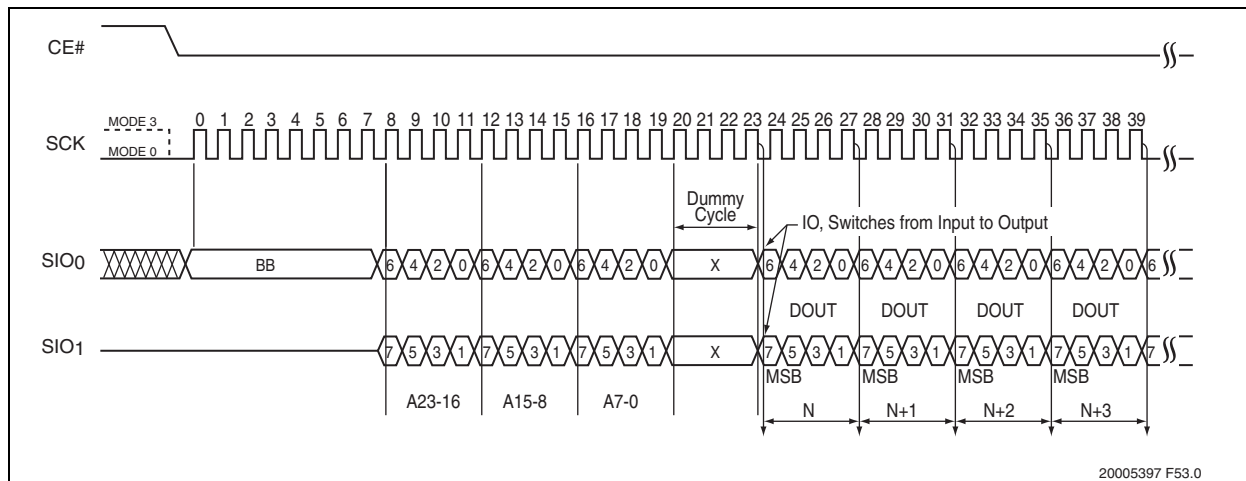 CE#
MODE 3
0 1 2 3 4 5 6 7 8 9 10 11 12 13 14 15 16 17 18 19 20 21 22 23 24 25 26 27 28 29 30 31 32 33 34 35 36 37 38 39
SCK
MODE 0
Dummy
Cycle
IO, Switches from Input to Output
SIO0
BB
6 4 2 0 6 4 2 0 6 4 2 0 X 6 4 2 0 6 4 2 0 6 4 2 0 6 4 2 0 6
DOUT DOUT DOUT DOUT
SIO1
7 5 3 1 7 5 3 1 7 5 3 1 X 7 5 3 1 7 5 3 1 7 5 3 1 7 5 3 1 7
MSB MSB MSB MSB
A23-16 A15-8 A7-0
N N+1 N+2 N+3
20005397 F53.0